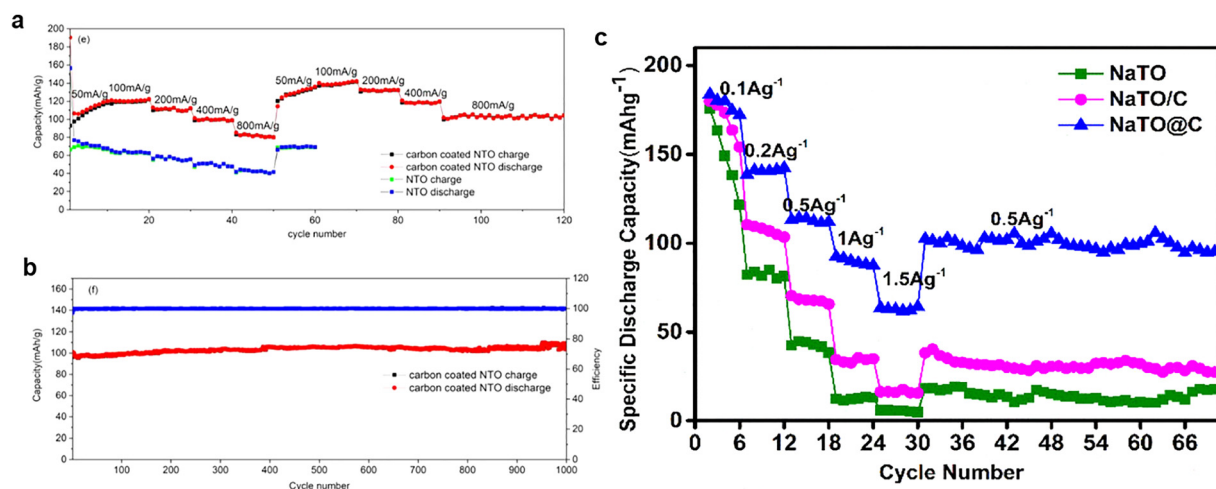 a
(e)
200
180
160
140
120
100
80
60
40
20
0
Capacity(mAh/g)
50mA/g
100mA/g
200mA/g
400mA/g
800mA/g
50mA/g
100mA/g
200mA/g
400mA/g
800mA/g
carbon coated NTO charge
carbon coated NTO discharge
NTO charge
NTO discharge
20 40 60 80 100 120
cycle number
b
(f)
160
140
120
100
80
60
40
20
0
Capacity(mAh/g)
120
100
80
60
40
20
0
Efficiency
carbon coated NTO charge
carbon coated NTO discharge
100 200 300 400 500 600 700 800 900 1000
Cycle number
c
200
150
100
50
0
Specific Discharge Capacity(mAhg⁻¹)
NaTO
NaTO/C
NaTO@C
0.1Ag⁻¹
0.2Ag⁻¹
0.5Ag⁻¹
1Ag⁻¹
1.5Ag⁻¹
0.5Ag⁻¹
0 6 12 18 24 30 36 42 48 54 60 66
Cycle Number